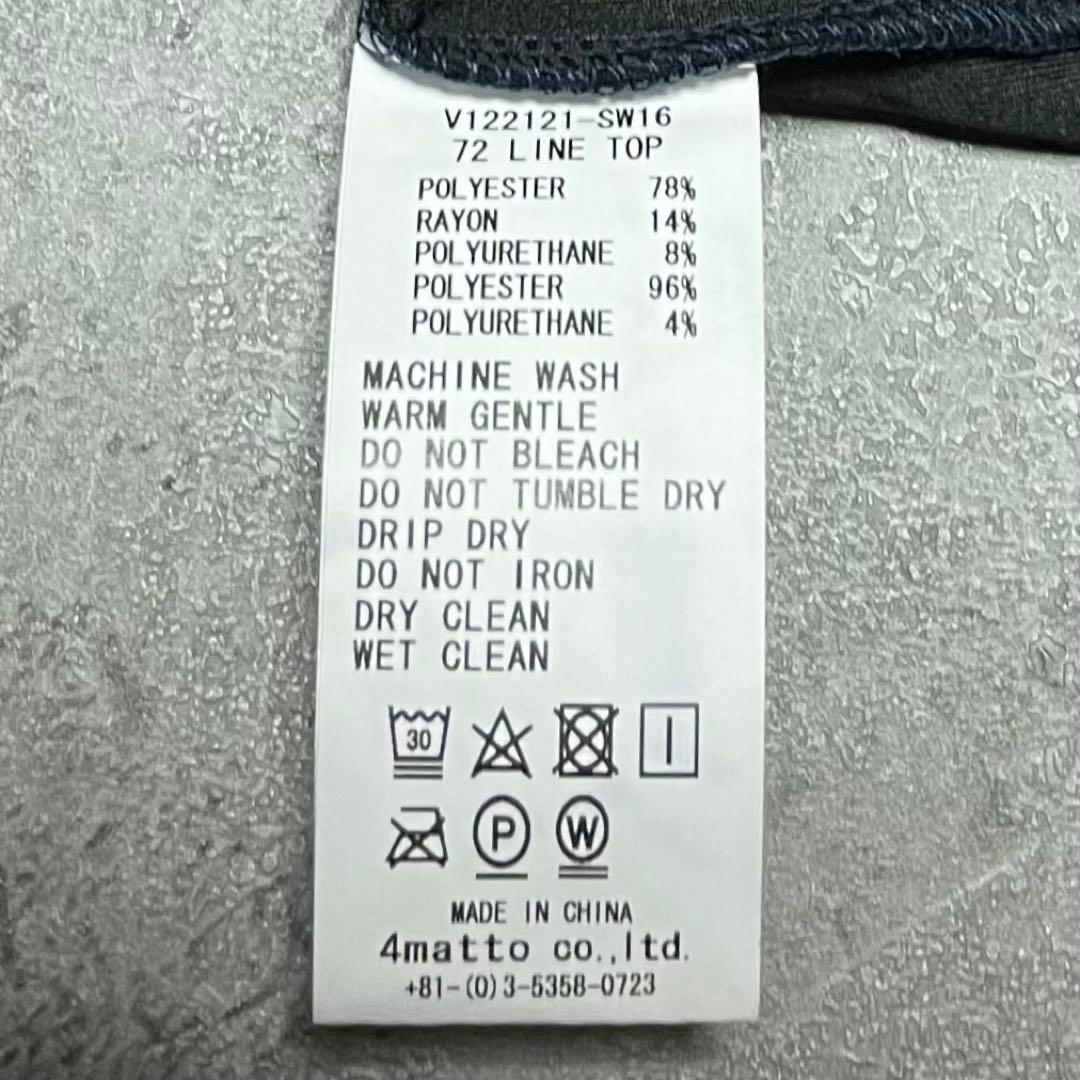 V122121-SW16
72 LINE TOP
POLYESTER 78%
RAYON 14%
POLYURETHANE 8%
POLYESTER 96%
POLYURETHANE 4%
MACHINE WASH
WARM GENTLE
DO NOT BLEACH
DO NOT TUMBLE DRY
DRIP DRY
DO NOT IRON
DRY CLEAN
WET CLEAN
30
P W
MADE IN CHINA
4matto co.,ltd.
+81-(0)3-5358-0723